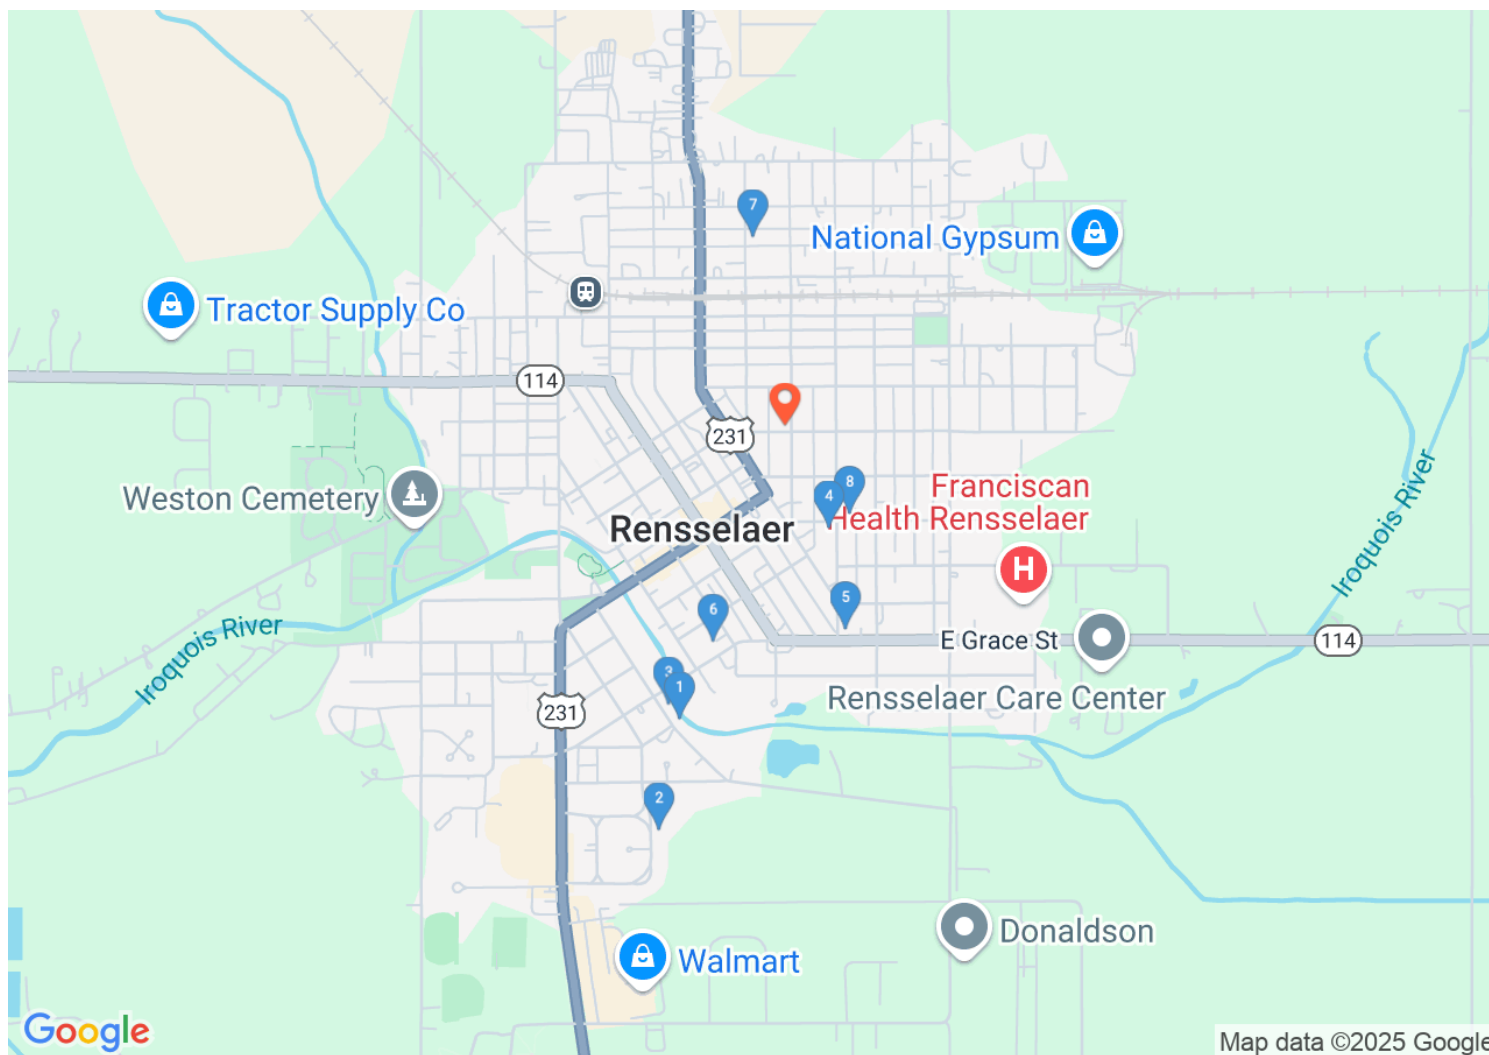 7
National Gypsum
Tractor Supply Co
114
231
8
4
Franciscan
Health Rensselaer
Weston Cemetery
Rensselaer
H
Iroquois River
5
6
E Grace St
114
Iroquois River
3
1
Rensselaer Care Center
231
2
Donaldson
Walmart
Google
Map data ©2025 Google